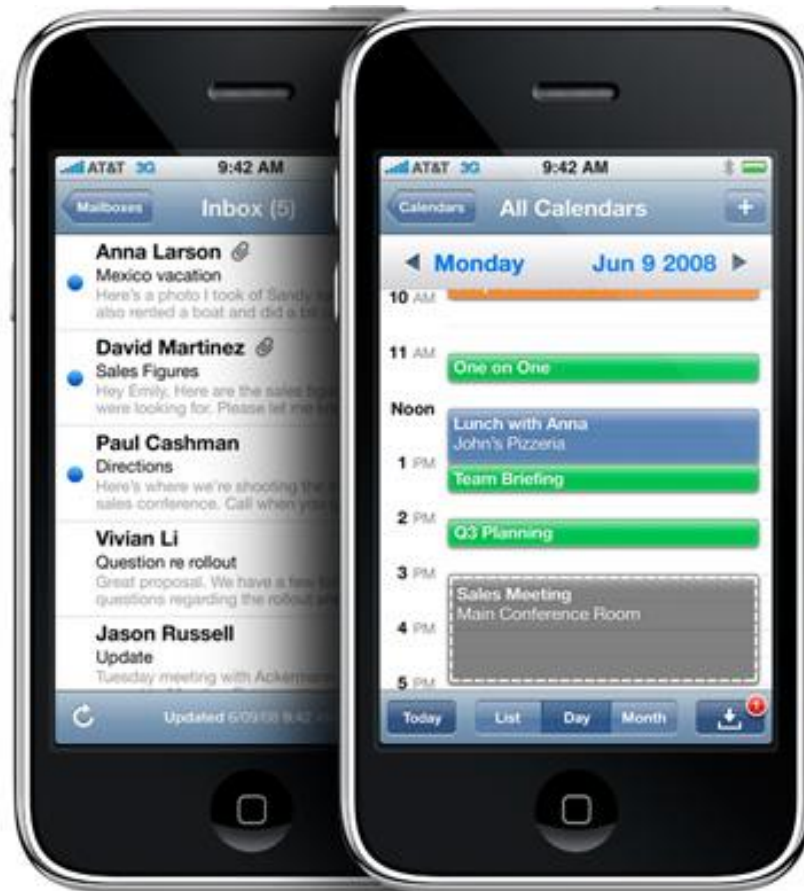 AT&T 3G 9:42 AM
Mailboxes Inbox (5)
Anna Larson
Mexico vacation
Here's a photo I took of Sandy
also rented a boat and did a bit
David Martinez
Sales Figures
Hey Emily, Here are the sales
were looking for. Please let me
Paul Cashman
Directions
Here's where we're shooting the
sales conference. Call when you
Vivian Li
Question re rollout
Great proposal. We have a few
questions regarding the rollout
Jason Russell
Update
Tuesday meeting with Ackermann
Updated 6/09/08 9:42
AT&T 3G 9:42 AM
Calendars All Calendars +
Monday Jun 9 2008
10 AM
11 AM
One on One
Noon
Lunch with Anna
John's Pizzeria
1 PM
Team Briefing
2 PM
Q3 Planning
3 PM
Sales Meeting
Main Conference Room
4 PM
5 PM
Today List Day Month